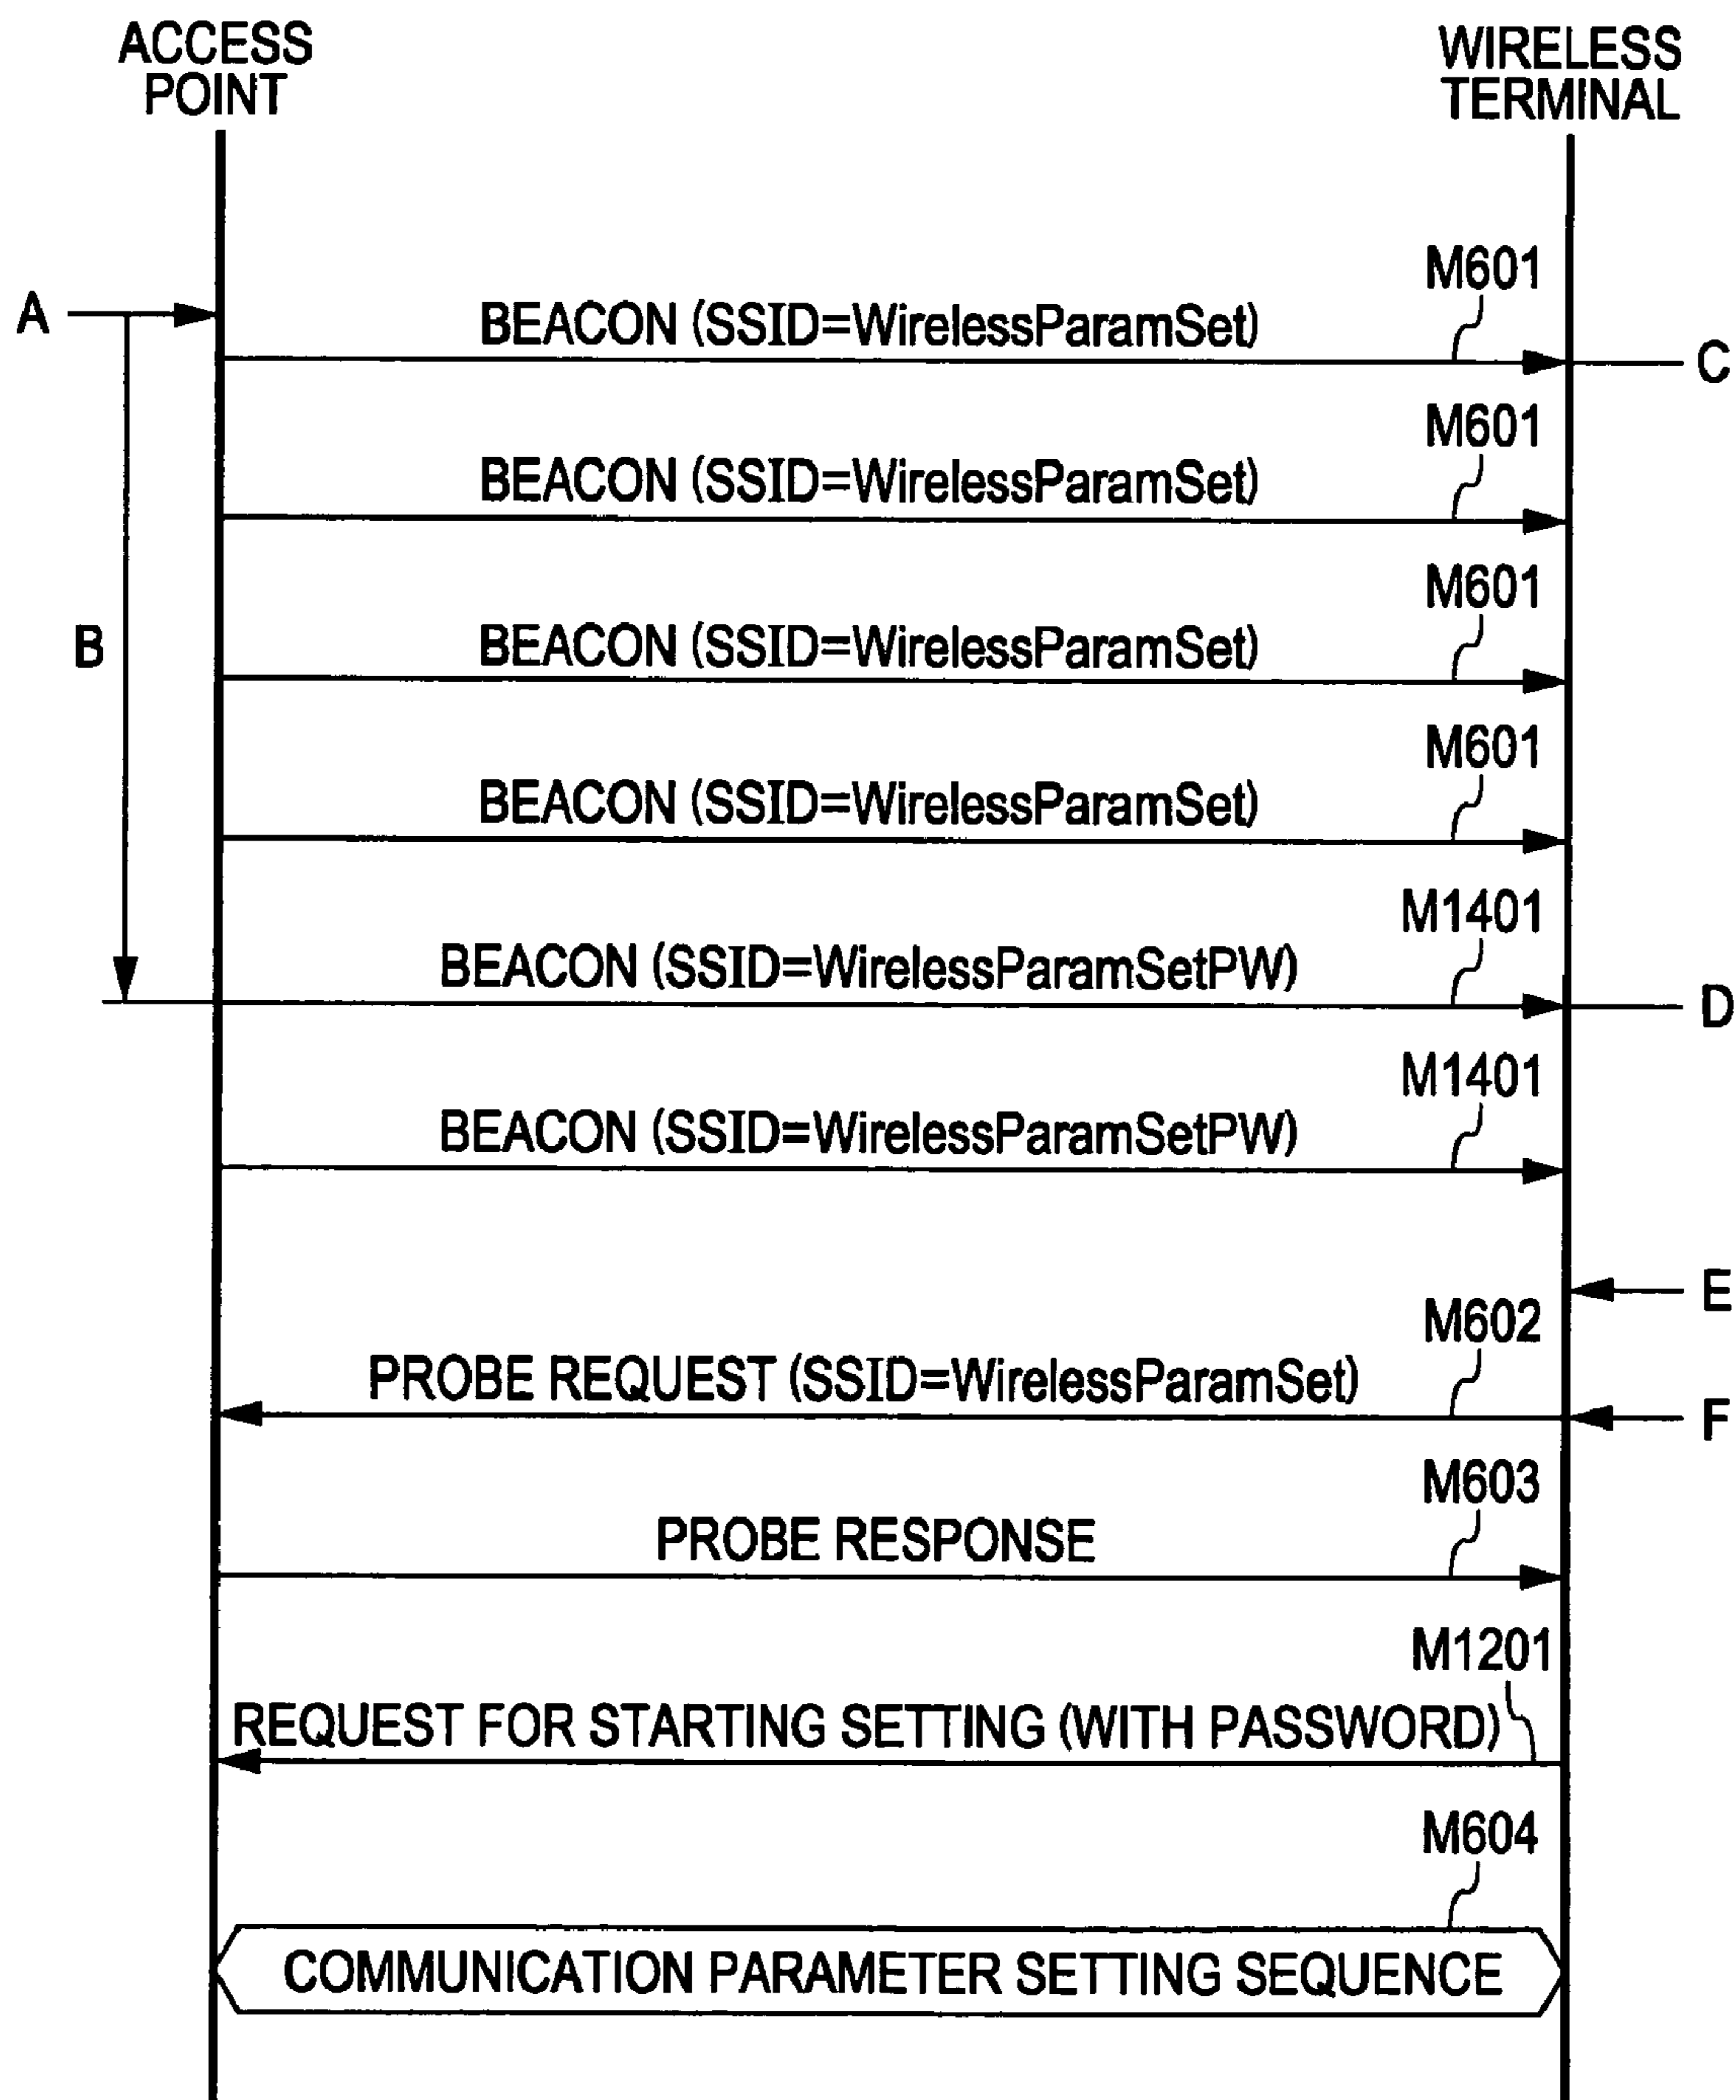 ACCESS
POINT
WIRELESS
TERMINAL
M601
A
BEACON (SSID=WirelessParamSet)
C
M601
BEACON (SSID=WirelessParamSet)
M601
B
BEACON (SSID=WirelessParamSet)
M601
BEACON (SSID=WirelessParamSet)
M1401
BEACON (SSID=WirelessParamSetPW)
D
M1401
BEACON (SSID=WirelessParamSetPW)
E
M602
PROBE REQUEST (SSID=WirelessParamSet)
F
M603
PROBE RESPONSE
M1201
REQUEST FOR STARTING SETTING (WITH PASSWORD)
M604
COMMUNICATION PARAMETER SETTING SEQUENCE